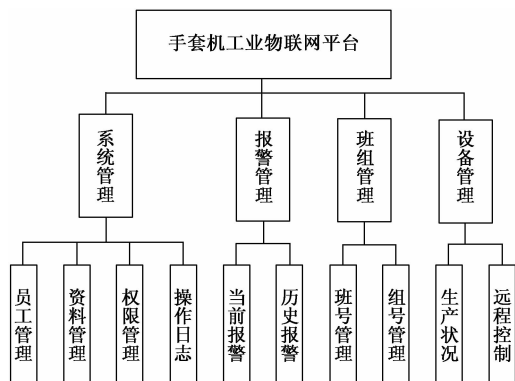 手套机工业物联网平台
系统管理
报警管理
班组管理
设备管理
员工管理
资料管理
权限管理
操作日志
当前报警
历史报警
班号管理
组号管理
生产状况
远程控制